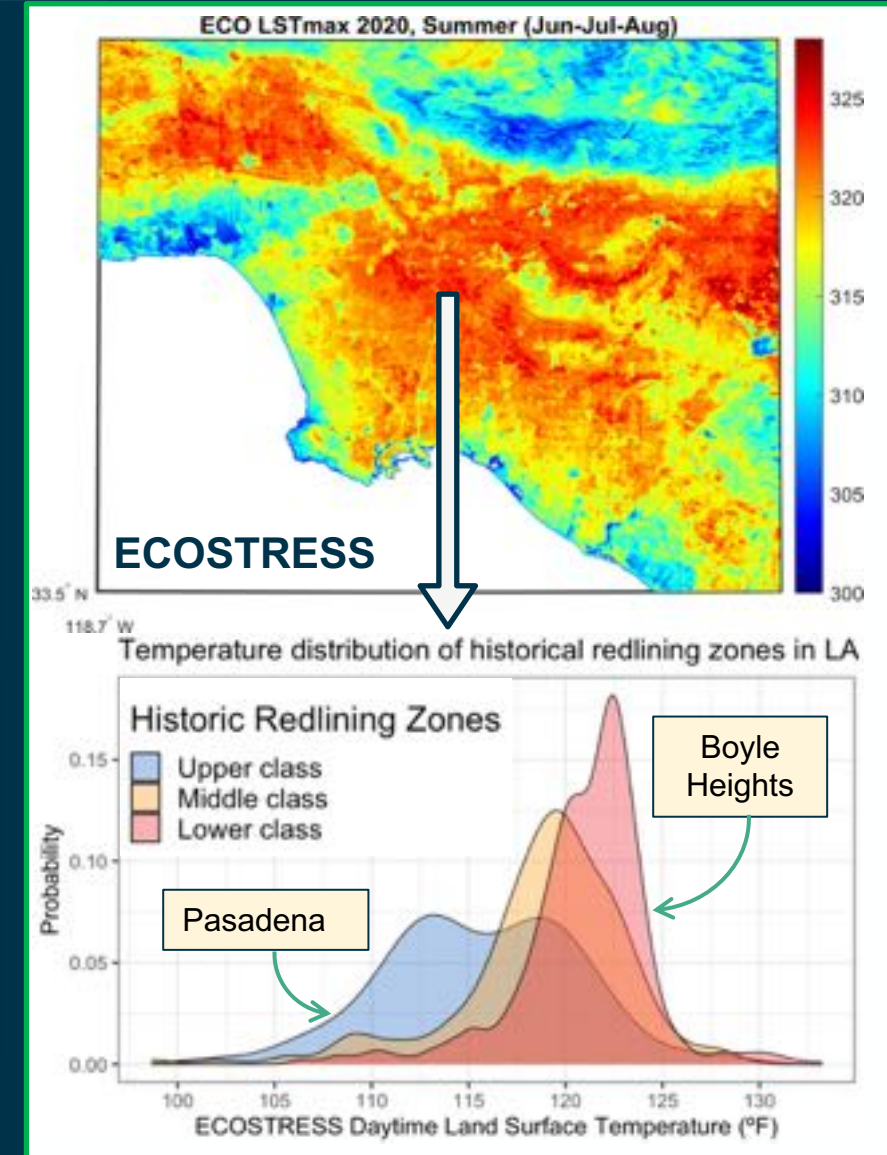 ECO LSTmax 2020, Summer (Jun-Jul-Aug)
325
320
315
310
305
300
ECOSTRESS
33.5° N
118.7° W
Temperature distribution of historical redlining zones in LA
Historic Redlining Zones
Upper class
Middle class
Lower class
Boyle
Heights
Pasadena
Probability
0.15
0.10
0.05
0.00
100 105 110 115 120 125 130
ECOSTRESS Daytime Land Surface Temperature (ºF)